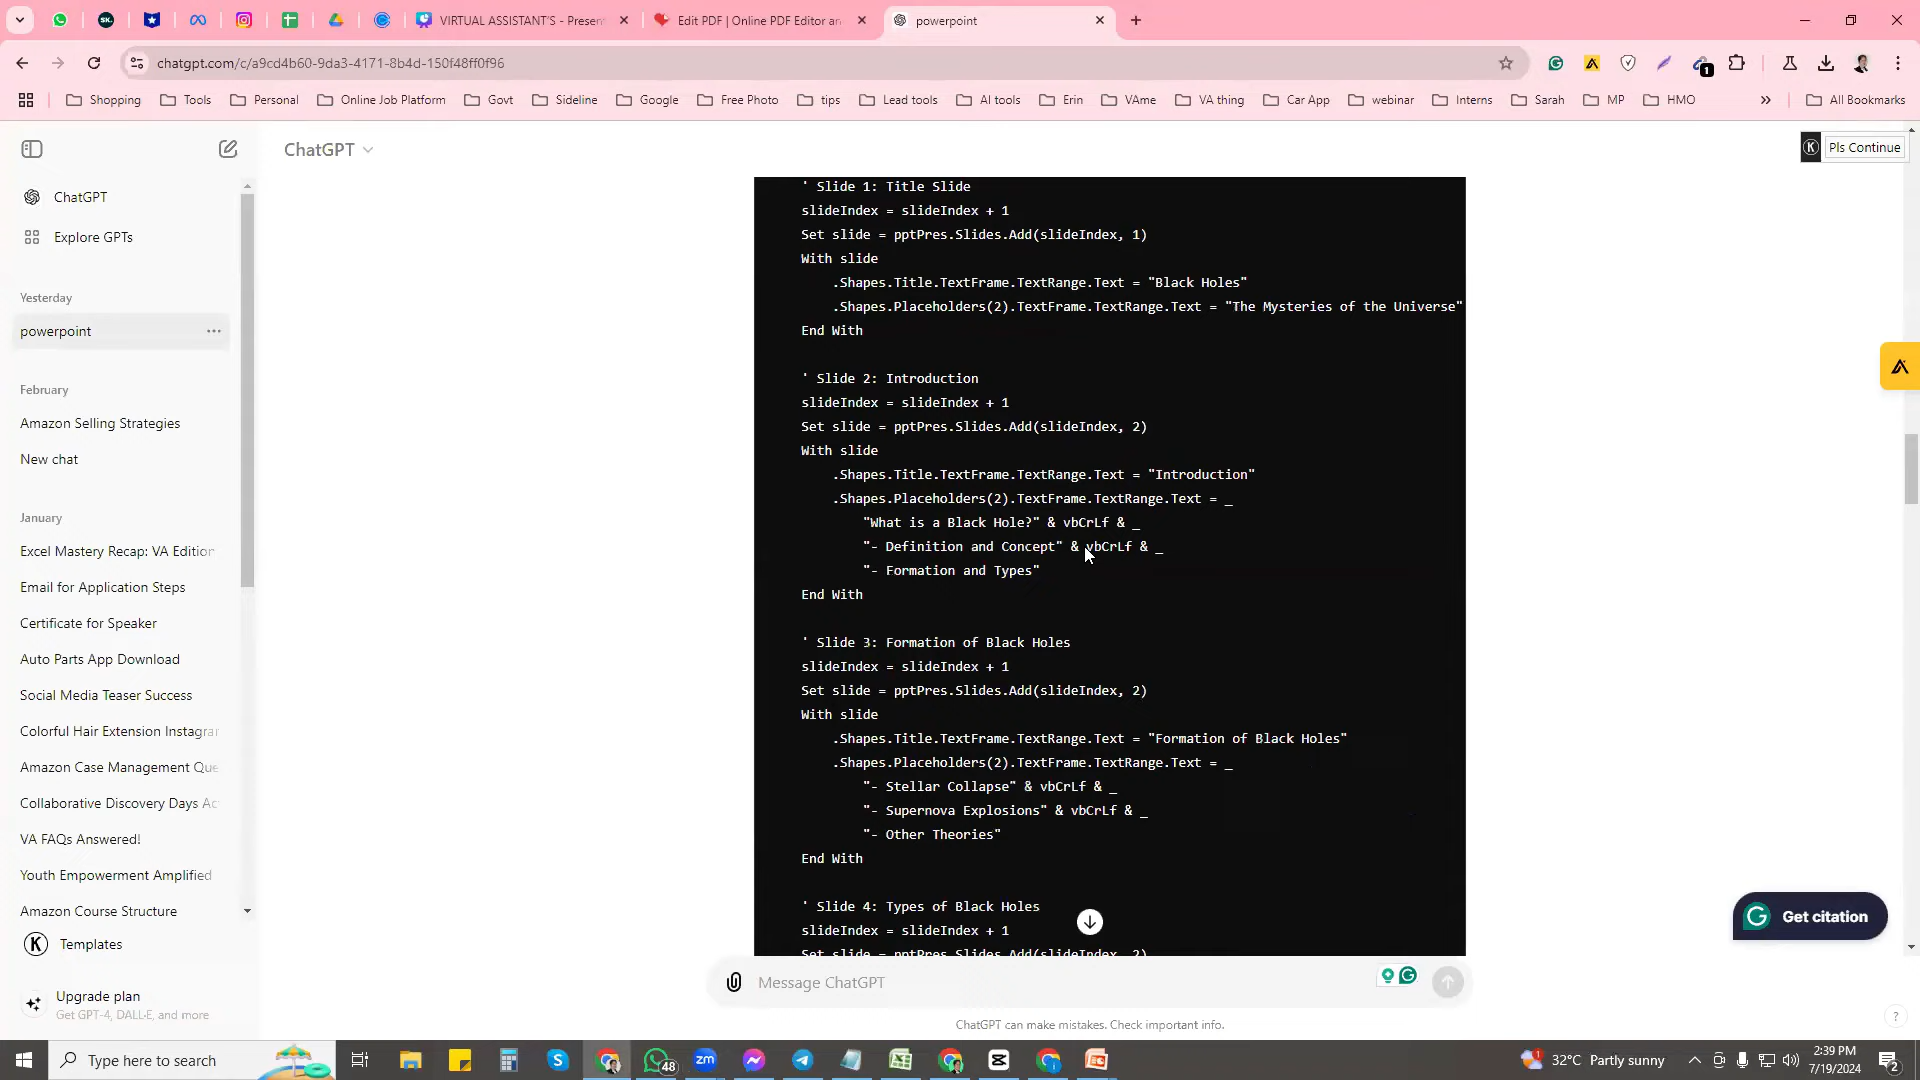 VIRTUAL ASSISTANT'S - Present
Edit PDF | Online PDF Editor an
powerpoint
chatgpt.com/c/a9cd4b60-9da3-4171-8b4d-150f48ff0f96
1
Shopping
Tools
Personal
Online Job Platform
Govt
Sideline
Google
Free Photo
tips
Lead tools
AI tools
Erin
VAme
VA thing
Car App
webinar
Interns
Sarah
MP
HMO
All Bookmarks
ChatGPT
Pls Continue
ChatGPT
Explore GPTs
Yesterday
powerpoint
February
Amazon Selling Strategies
New chat
January
Excel Mastery Recap: VA Edition
Email for Application Steps
Certificate for Speaker
Auto Parts App Download
Social Media Teaser Success
Colorful Hair Extension Instagram
Amazon Case Management Que
Collaborative Discovery Days Ac
VA FAQs Answered!
Youth Empowerment Amplified
Amazon Course Structure
Templates
Upgrade plan
Get GPT-4, DALL·E, and more
' Slide 1: Title Slide
slideIndex = slideIndex + 1
Set slide = pptPres.Slides.Add(slideIndex, 1)
With slide
.Shapes.Title.TextFrame.TextRange.Text = "Black Holes"
.Shapes.Placeholders(2).TextFrame.TextRange.Text = "The Mysteries of the Universe"
End With
' Slide 2: Introduction
slideIndex = slideIndex + 1
Set slide = pptPres.Slides.Add(slideIndex, 2)
With slide
.Shapes.Title.TextFrame.TextRange.Text = "Introduction"
.Shapes.Placeholders(2).TextFrame.TextRange.Text = _
"What is a Black Hole?" & vbCrLf & _
"- Definition and Concept" & vbCrLf & _
"- Formation and Types"
End With
' Slide 3: Formation of Black Holes
slideIndex = slideIndex + 1
Set slide = pptPres.Slides.Add(slideIndex, 2)
With slide
.Shapes.Title.TextFrame.TextRange.Text = "Formation of Black Holes"
.Shapes.Placeholders(2).TextFrame.TextRange.Text = _
"- Stellar Collapse" & vbCrLf & _
"- Supernova Explosions" & vbCrLf & _
"- Other Theories"
End With
' Slide 4: Types of Black Holes
slideIndex = slideIndex + 1
Set slide = pptPres.Slides.Add(slideIndex, 2)
Get citation
Message ChatGPT
ChatGPT can make mistakes. Check important info.
?
Type here to search
48
zm
32°C Partly sunny
2:39 PM
7/19/2024
2